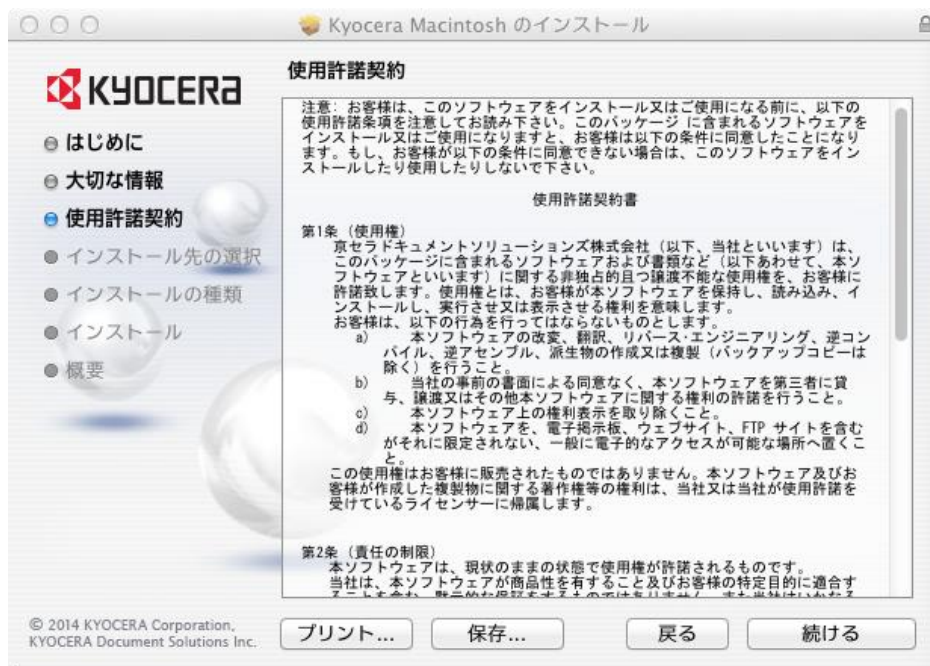 Kyocera Macintosh のインストール
KYOCERA
はじめに
大切な情報
使用許諾契約
インストール先の選択
インストールの種類
インストール
概要
使用許諾契約
注意: お客様は、このソフトウェアをインストール又はご使用になる前に、以下の
使用許諾条項を注意してお読み下さい。このパッケージ に含まれるソフトウェアを
インストール又はご使用になりますと、お客様は以下の条件に同意したことになり
ます。もし、お客様が以下の条件に同意できない場合は、このソフトウェアをイン
ストールしたり使用したりしないで下さい。
使用許諾契約書
第1条（使用権）
京セラドキュメントソリューションズ株式会社（以下、当社といいます）は、
このパッケージに含まれるソフトウェアおよび書類など（以下あわせて、本ソ
フトウェアといいます）に関する非独占的且つ譲渡不能な使用権を、お客様に
許諾致します。使用権とは、お客様が本ソフトウェアを保持し、読み込み、イ
ンストールし、実行させ又は表示させる権利を意味します。
お客様は、以下の行為を行ってはならないものとします。
a) 本ソフトウェアの改変、翻訳、リバース・エンジニアリング、逆コン
パイル、逆アセンブル、派生物の作成又は複製（バックアップコピーは
除く）を行うこと。
b) 当社の事前の書面による同意なく、本ソフトウェアを第三者に貸
与、譲渡又はその他本ソフトウェアに関する権利の許諾を行うこと。
c) 本ソフトウェア上の権利表示を取り除くこと。
d) 本ソフトウェアを、電子掲示板、ウェブサイト、FTP サイトを含む
がそれに限定されない、一般に電子的なアクセスが可能な場所へ置くこ
と。
この使用権はお客様に販売されたものではありません。本ソフトウェア及びお
客様が作成した複製物に関する著作権等の権利は、当社又は当社が使用許諾を
受けているライセンサーに帰属します。
第2条（責任の制限）
本ソフトウェアは、現状のままの状態で使用権が許諾されるものです。
当社は、本ソフトウェアが商品性を有すること及びお客様の特定目的に適合す
© 2014 KYOCERA Corporation,
KYOCERA Document Solutions Inc.
プリント...
保存...
戻る
続ける